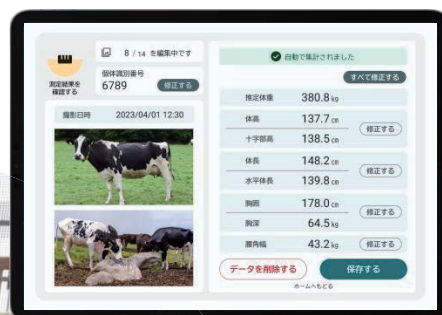 測定結果を
確認する
8 / 14 を編集中です
個体識別番号
6789 修正する
撮影日時 2023/04/01 12:30
自動で集計されました
すべて修正する
推定体重 380.8 kg
体高 137.7 cm
十字部高 138.5 cm
修正する
体長 148.2 cm
水平体長 139.8 cm
修正する
胸囲 178.0 cm
胸深 64.5 kg
修正する
腰角幅 43.2 kg 修正する
データを削除する
保存する
ホームへもどる